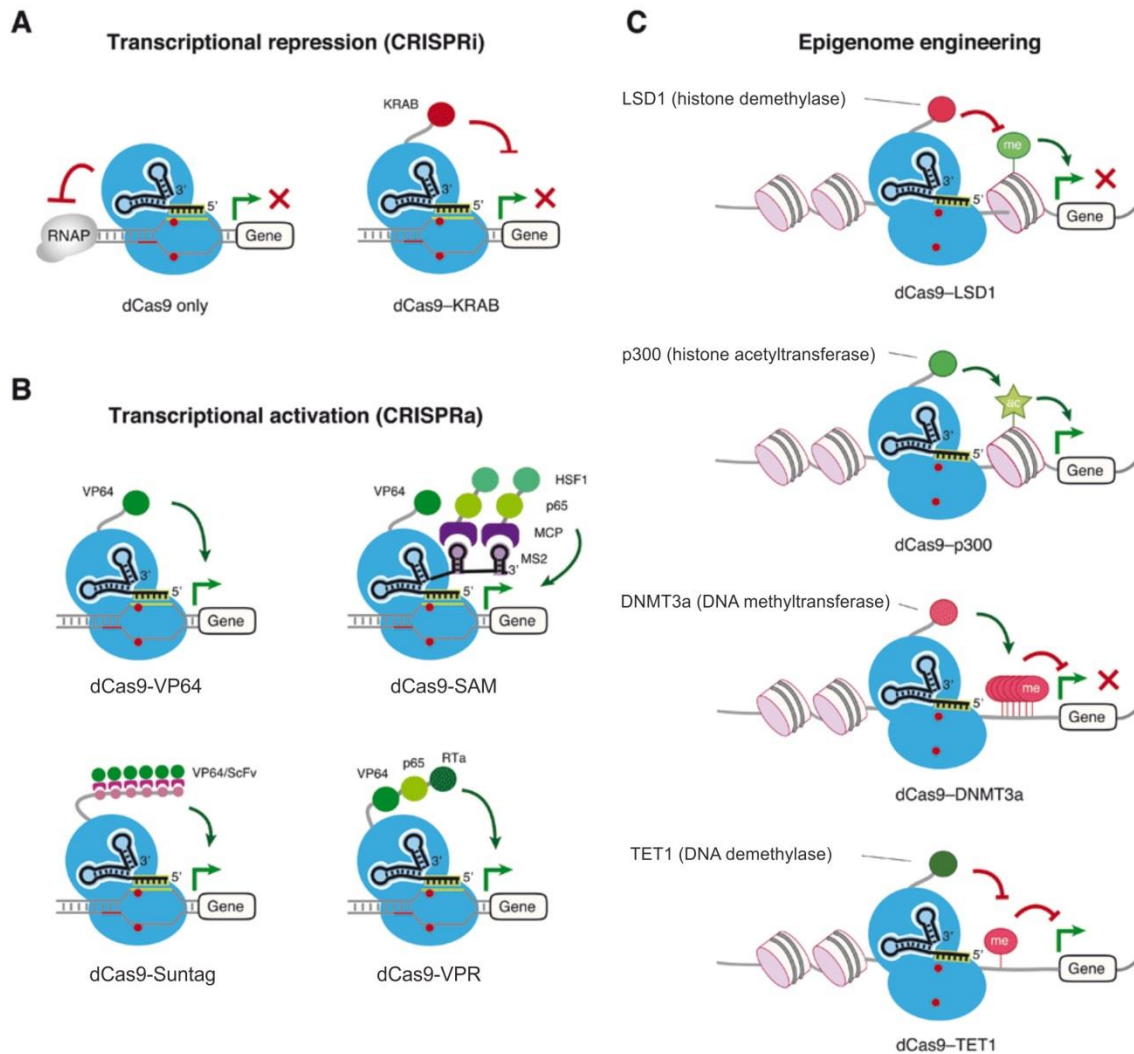 A
Transcriptional repression (CRISPRi)
KRAB
3'
5'
RNAP
Gene
dCas9 only
3'
5'
Gene
dCas9–KRAB
B
Transcriptional activation (CRISPRa)
VP64
3'
5'
Gene
dCas9-VP64
VP64
HSF1
p65
MCP
MS2
3'
5'
Gene
dCas9-SAM
VP64/ScFv
3'
5'
Gene
dCas9-Suntag
VP64
p65
RTa
3'
5'
Gene
dCas9-VPR
C
Epigenome engineering
LSD1 (histone demethylase)
me
3'
5'
Gene
dCas9–LSD1
p300 (histone acetyltransferase)
ac
3'
5'
Gene
dCas9–p300
DNMT3a (DNA methyltransferase)
me
3'
5'
Gene
dCas9–DNMT3a
TET1 (DNA demethylase)
me
3'
5'
Gene
dCas9–TET1